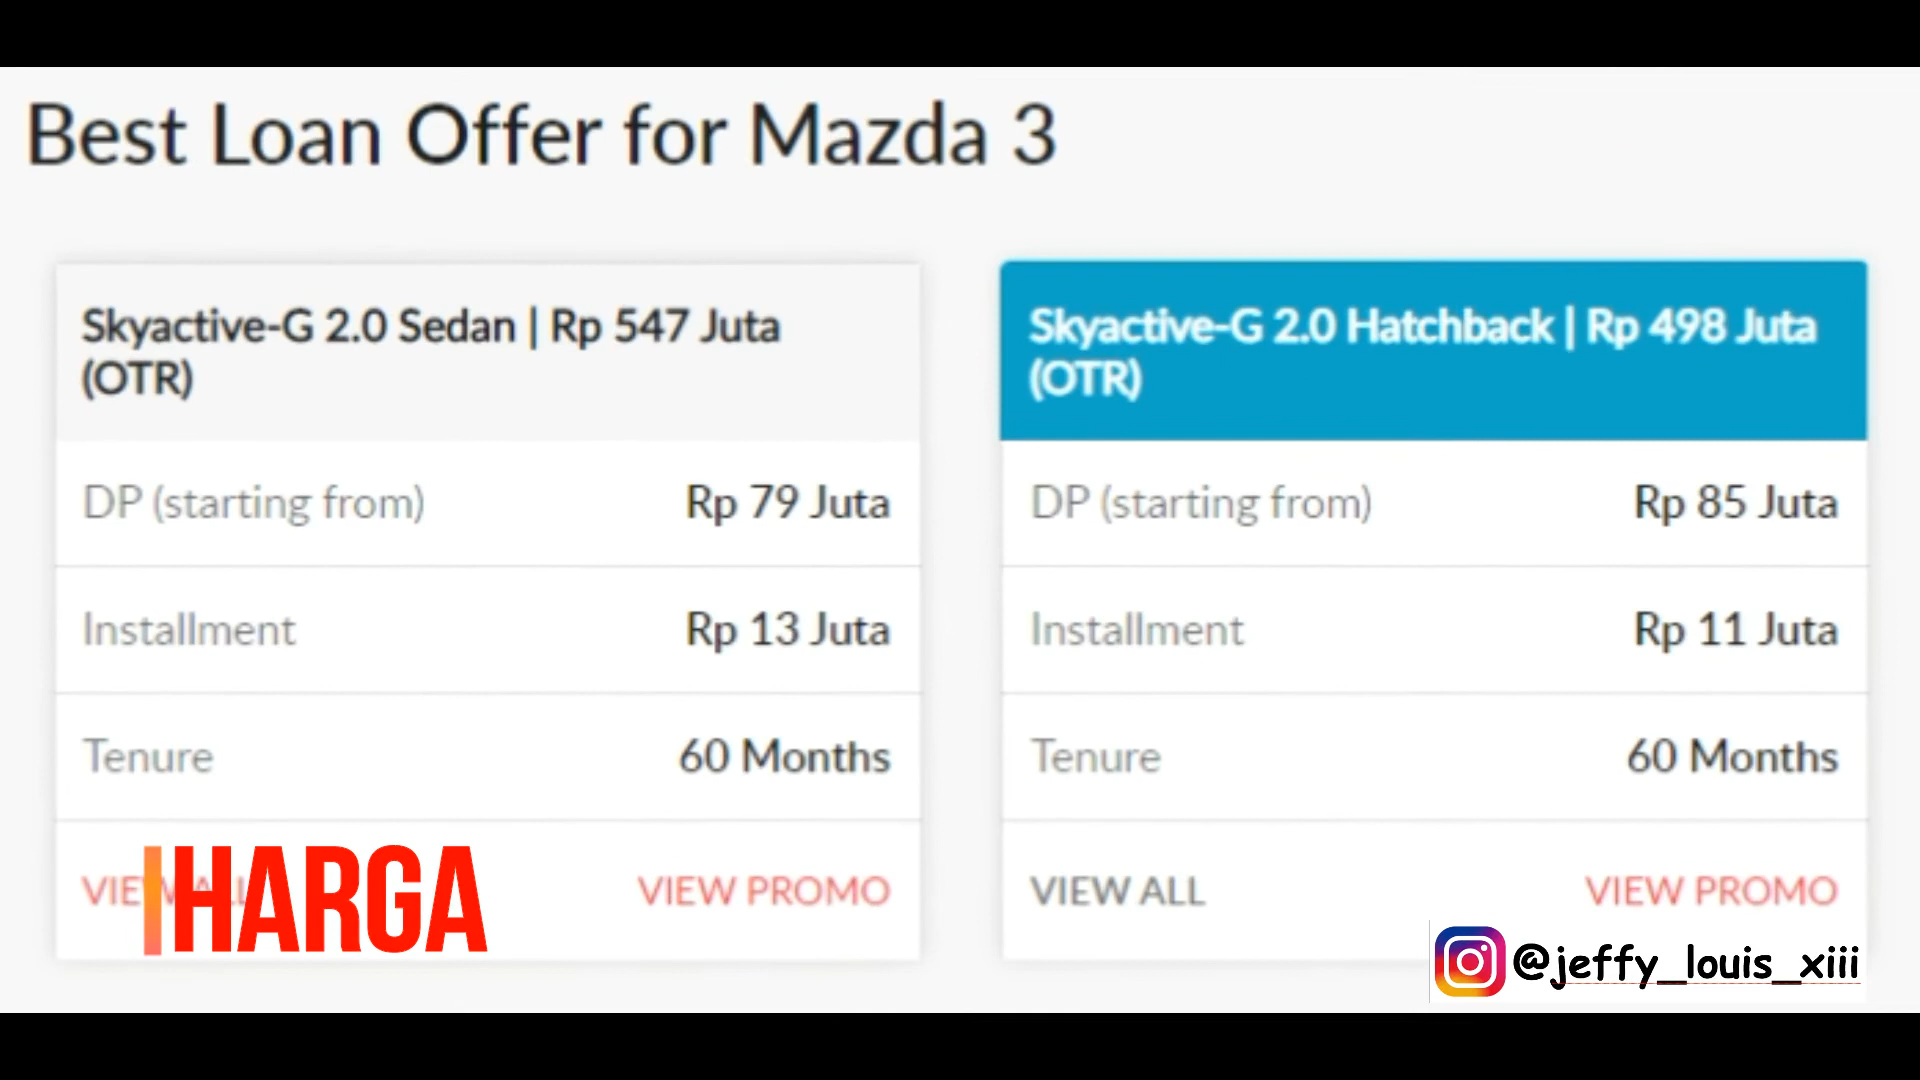 Best Loan Offer for Mazda 3
Skyactive-G 2.0 Sedan | Rp 547 Juta
(OTR)
DP (starting from) Rp 79 Juta
Installment Rp 13 Juta
Tenure 60 Months
VIEW ALL VIEW PROMO
Skyactive-G 2.0 Hatchback | Rp 498 Juta
(OTR)
DP (starting from) Rp 85 Juta
Installment Rp 11 Juta
Tenure 60 Months
VIEW ALL VIEW PROMO
HARGA
@jeffy_louis_xiii